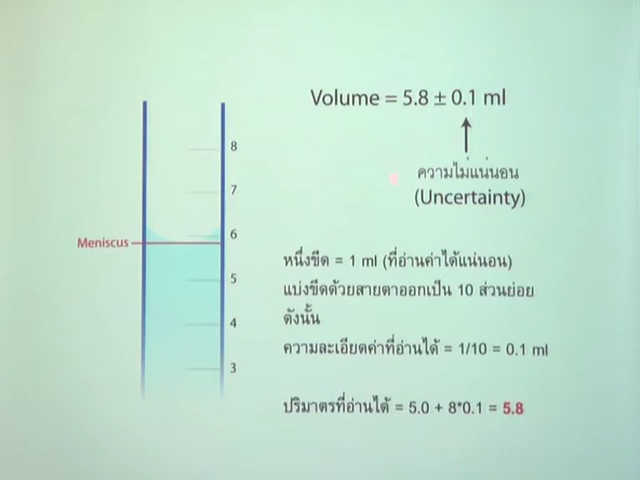 Volume = 5.8 ± 0.1 ml
ความไม่แน่นอน
(Uncertainty)
8
7
6
Meniscus
5
4
3
หนึ่งขีด = 1 ml (ที่อ่านค่าได้แน่นอน)
แบ่งขีดด้วยสายตาออกเป็น 10 ส่วนย่อย
ดังนั้น
ความละเอียดค่าที่อ่านได้ = 1/10 = 0.1 ml
ปริมาตรที่อ่านได้ = 5.0 + 8*0.1 = 5.8